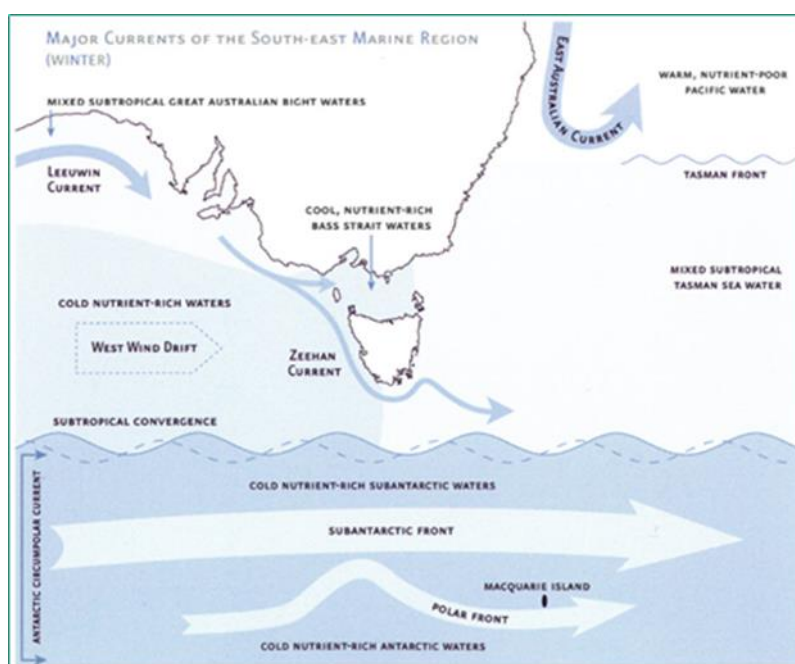 MAJOR CURRENTS OF THE SOUTH-EAST MARINE REGION
(WINTER)
MIXED SUBTROPICAL GREAT AUSTRALIAN BIGHT WATERS
LEEUWIN
CURRENT
EAST AUSTRALIAN CURRENT
WARM, NUTRIENT-POOR
PACIFIC WATER
TASMAN FRONT
COOL, NUTRIENT-RICH
BASS STRAIT WATERS
MIXED SUBTROPICAL
TASMAN SEA WATER
COLD NUTRIENT-RICH WATERS
WEST WIND DRIFT
ZEEHAN
CURRENT
SUBTROPICAL CONVERGENCE
ANTARCTIC CIRCUMPOLAR CURRENT
COLD NUTRIENT-RICH SUBANTARCTIC WATERS
SUBANTARCTIC FRONT
MACQUARIE ISLAND
POLAR FRONT
COLD NUTRIENT-RICH ANTARCTIC WATERS